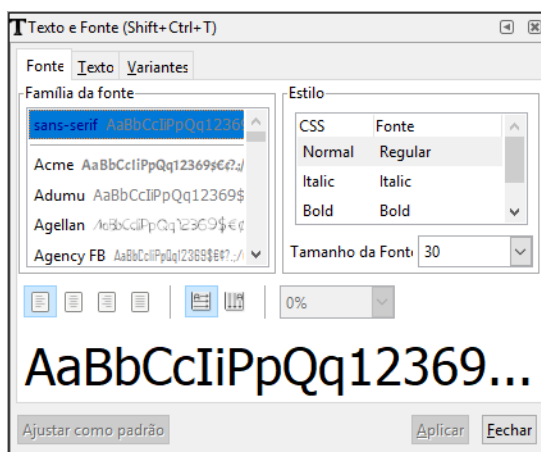 Texto e Fonte (Shift+Ctrl+T)
Fonte Texto Variantes
Família da fonte
sans-serif AaBbCcIiPpQq1236
Acme AaBbCcIiPpQq12369$€¢?.;/
Adumu AaBbCcIiPpQq12369$
Agellan AaBbCcIiPpQq12369$€¢
Agency FB AaBbCcIiPpQq12369$€¢?.;/
Estilo
CSS Fonte
Normal Regular
Italic Italic
Bold Bold
Tamanho da Fonte 30
0%
AaBbCcIiPpQq12369...
Ajustar como padrão Aplicar Fechar